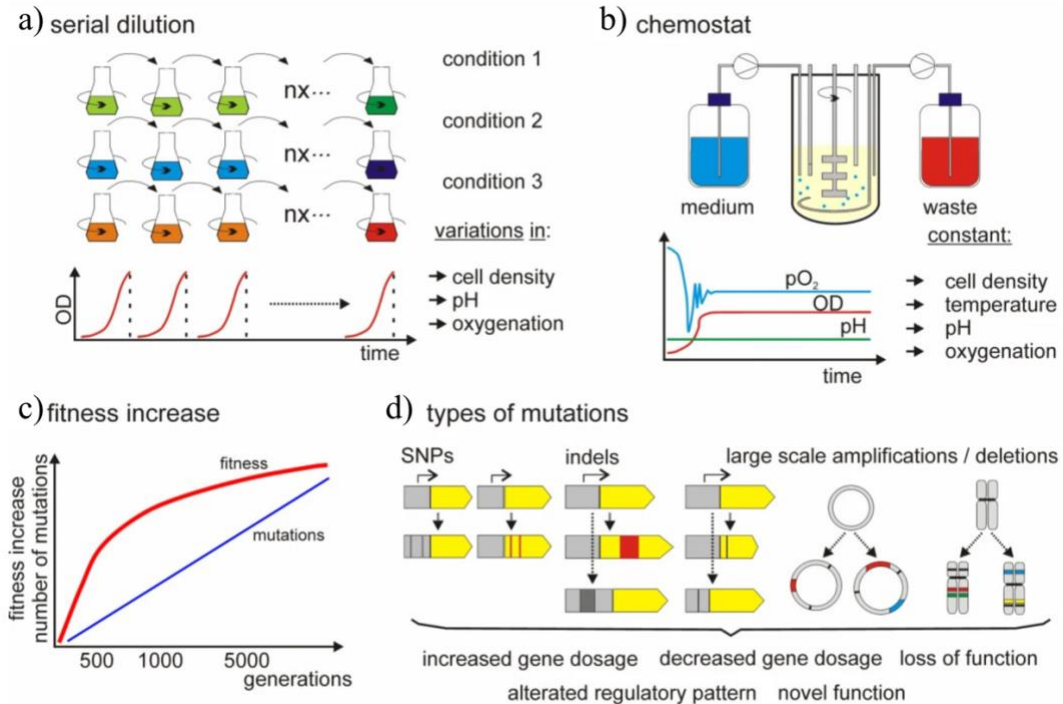 a) serial dilution
condition 1
nx···
condition 2
nx···
condition 3
nx···
variations in:
cell density
pH
oxygenation
OD
time
b) chemostat
medium
waste
constant:
pO2
OD
pH
cell density
temperature
pH
oxygenation
time
c) fitness increase
fitness
mutations
fitness increase
number of mutations
500 1000 5000
generations
d) types of mutations
SNPs
indels
large scale amplifications / deletions
increased gene dosage decreased gene dosage loss of function
alterated regulatory pattern novel function